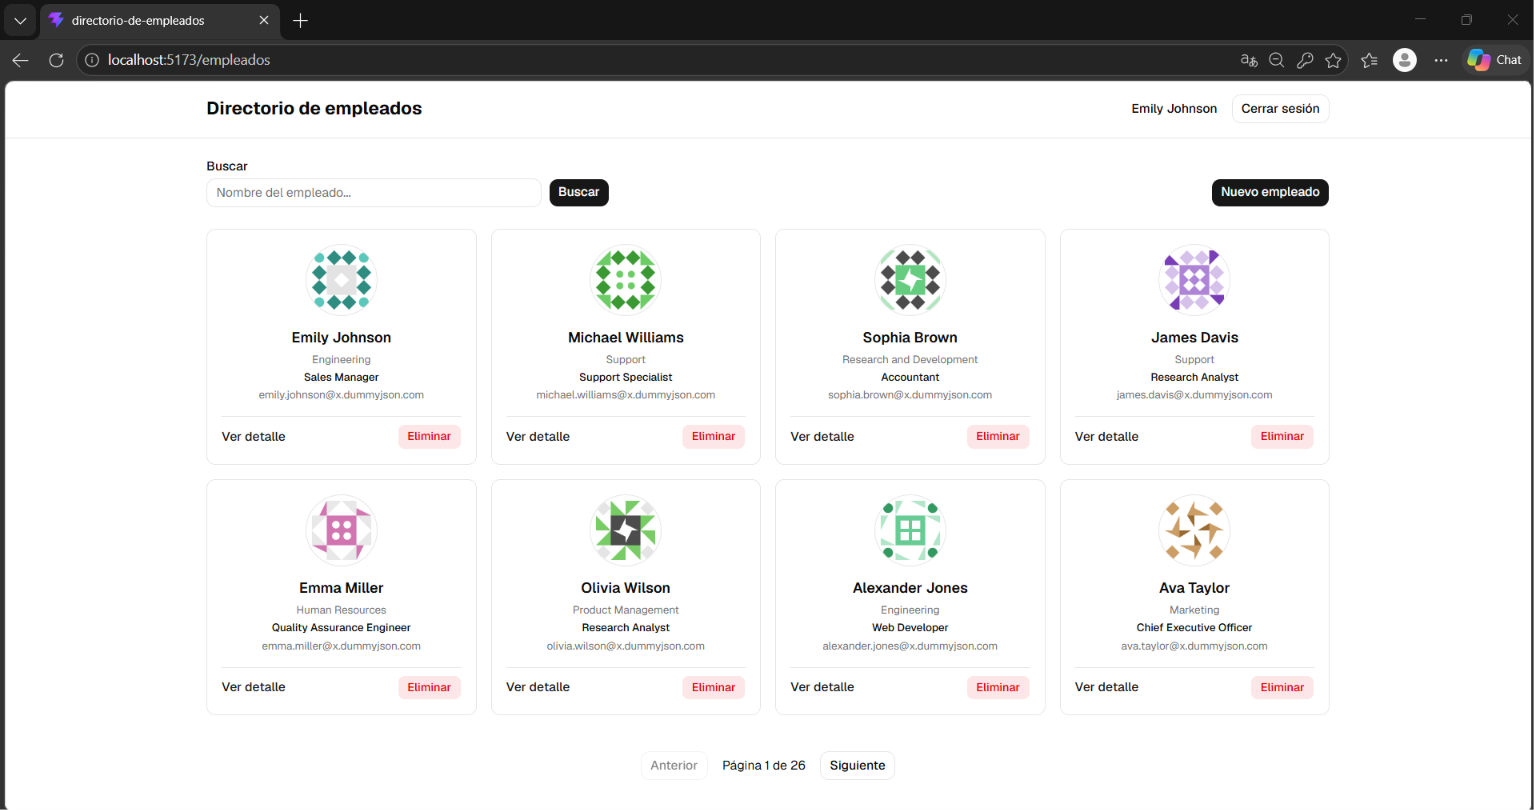 directorio-de-empleados
localhost:5173/empleados
Chat
Directorio de empleados
Emily Johnson
Cerrar sesión
Buscar
Nombre del empleado...
Buscar
Nuevo empleado
Emily Johnson
Engineering
Sales Manager
emily.johnson@x.dummyjson.com
Ver detalle
Eliminar
Michael Williams
Support
Support Specialist
michael.williams@x.dummyjson.com
Ver detalle
Eliminar
Sophia Brown
Research and Development
Accountant
sophia.brown@x.dummyjson.com
Ver detalle
Eliminar
James Davis
Support
Research Analyst
james.davis@x.dummyjson.com
Ver detalle
Eliminar
Emma Miller
Human Resources
Quality Assurance Engineer
emma.miller@x.dummyjson.com
Ver detalle
Eliminar
Olivia Wilson
Product Management
Research Analyst
olivia.wilson@x.dummyjson.com
Ver detalle
Eliminar
Alexander Jones
Engineering
Web Developer
alexander.jones@x.dummyjson.com
Ver detalle
Eliminar
Ava Taylor
Marketing
Chief Executive Officer
ava.taylor@x.dummyjson.com
Ver detalle
Eliminar
Anterior
Página 1 de 26
Siguiente